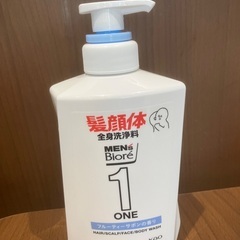 髪顔体
全身洗浄料
MEN's
Bioré
1
ONE
フルーティーサボンの香り
HAIR/SCALP/FACE/BODY WASH